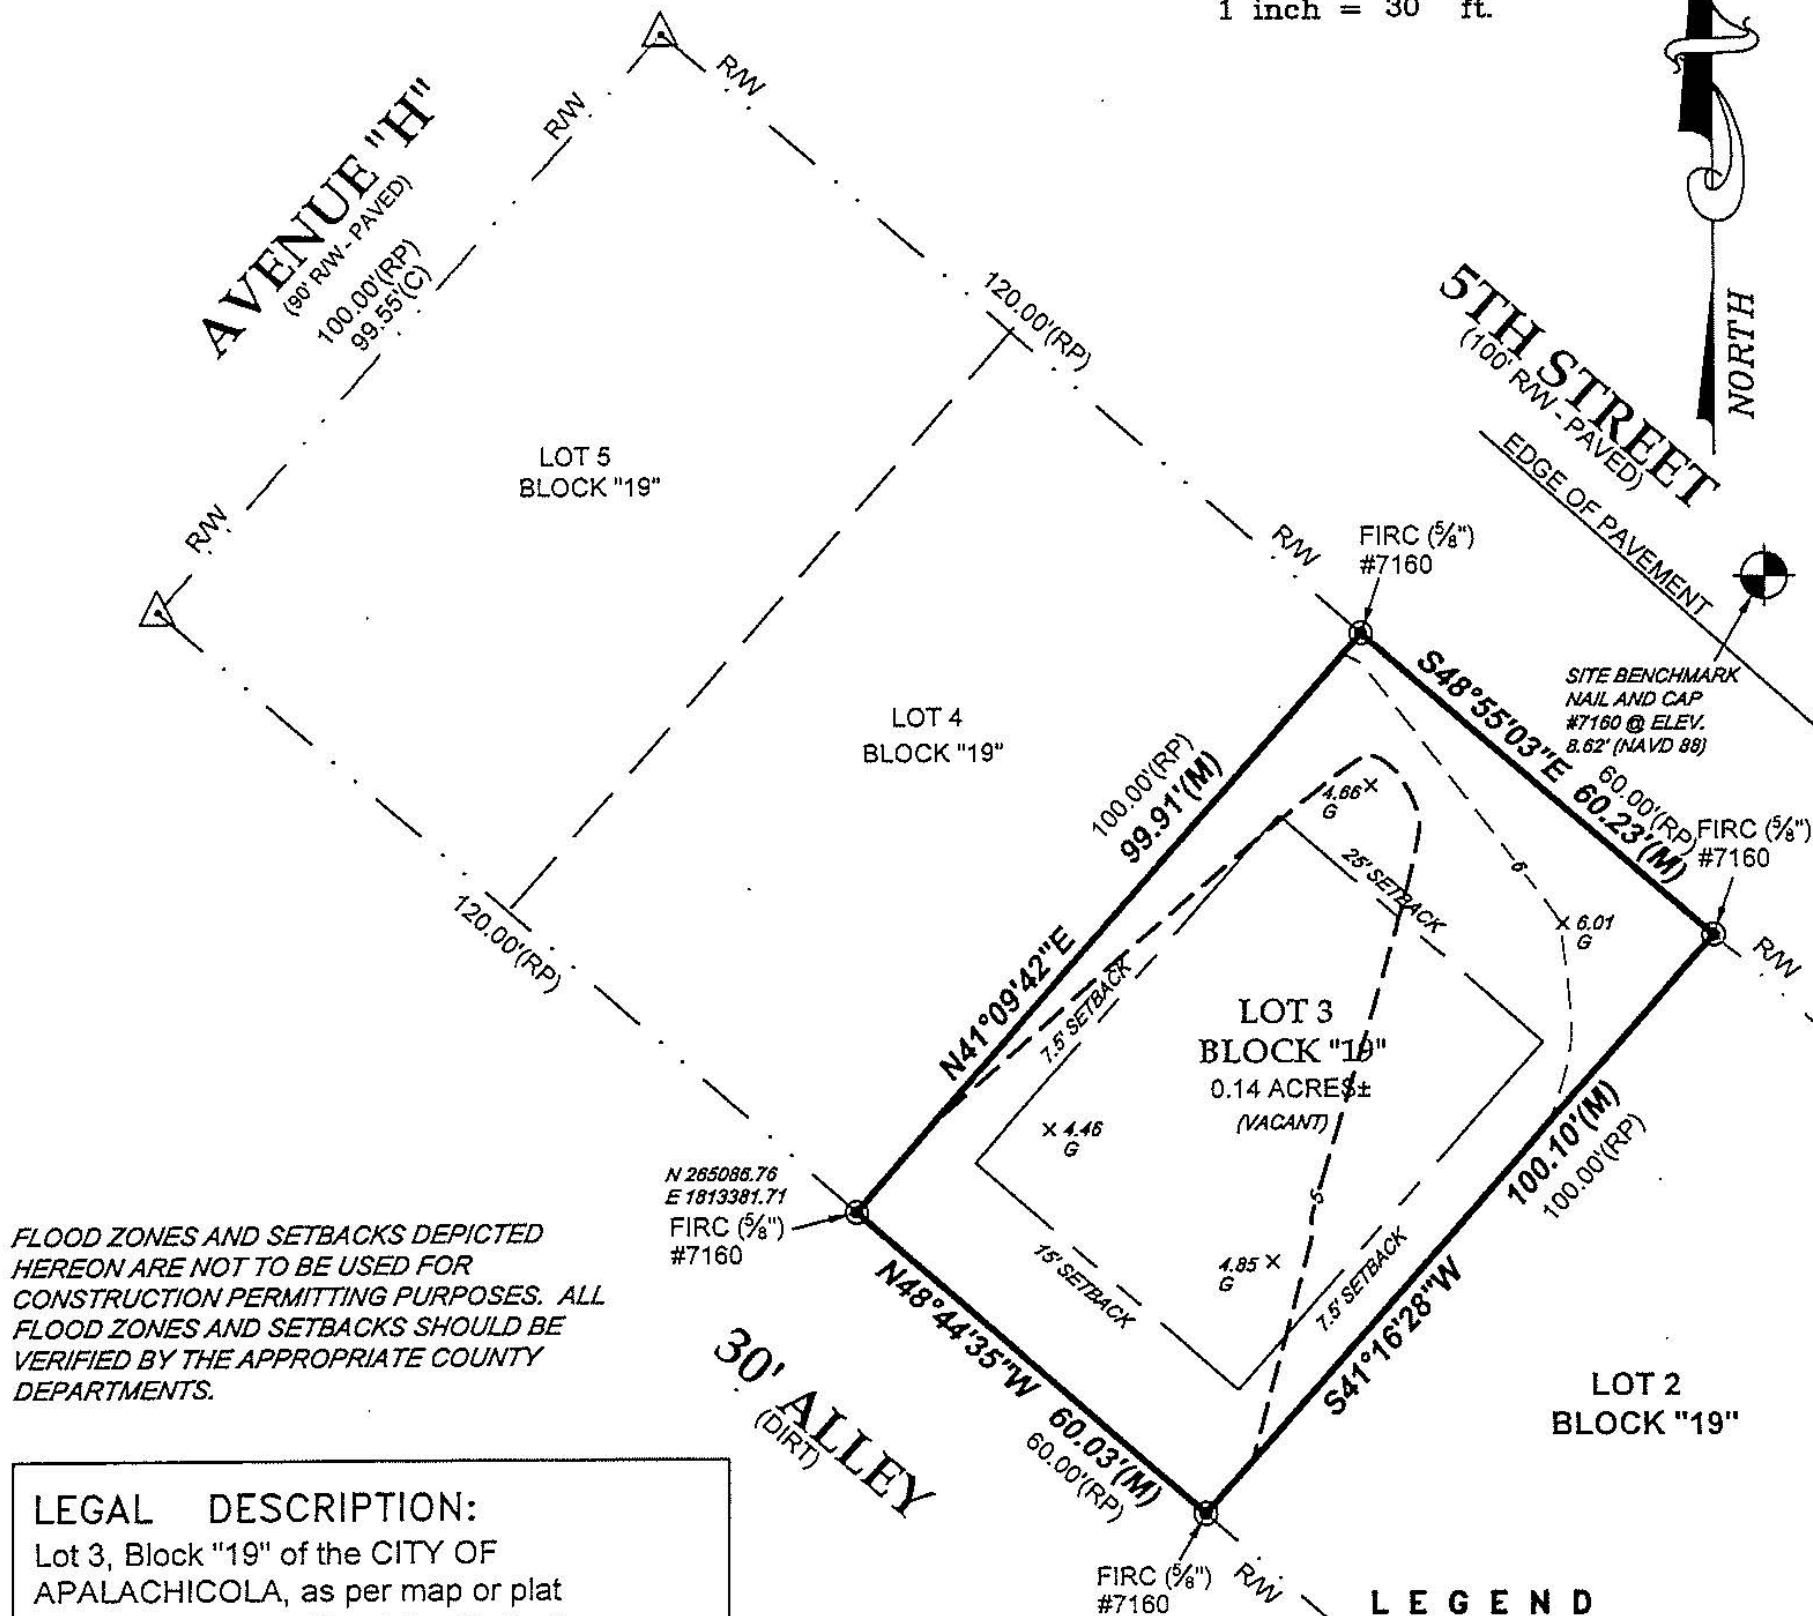 1 inch = 30 ft.
R/W
R/W
AVENUE "H"
(90' R/W - PAVED)
100.00'(RP)
99.55'(C)
120.00'(RP)
5TH STREET
(100' R/W - PAVED)
EDGE OF PAVEMENT
NORTH
LOT 5
BLOCK "19"
R/W
R/W
FIRC (5/8")
#7160
SITE BENCHMARK
NAIL AND CAP
#7160 @ ELEV.
8.62' (NAVD 88)
S48°55'03"E 60.23'(M)
60.00'(RP)
FIRC (5/8")
#7160
LOT 4
BLOCK "19"
100.00'(RP)
99.91'(M)
N41°09'42"E
4.66
G
25' SETBACK
6
6.01
G
R/W
120.00'(RP)
7.5' SETBACK
LOT 3
BLOCK "19"
0.14 ACRES±
(VACANT)
4.46
G
100.10'(M)
100.00'(RP)
S41°16'28"W
N 265086.76
E 1813381.71
FIRC (5/8")
#7160
5
4.85
G
15' SETBACK
7.5' SETBACK
N48°44'35"W 60.03'(M)
60.00'(RP)
30' ALLEY
(DIRT)
LOT 2
BLOCK "19"
FLOOD ZONES AND SETBACKS DEPICTED
HEREON ARE NOT TO BE USED FOR
CONSTRUCTION PERMITTING PURPOSES. ALL
FLOOD ZONES AND SETBACKS SHOULD BE
VERIFIED BY THE APPROPRIATE COUNTY
DEPARTMENTS.
LEGAL DESCRIPTION:
Lot 3, Block "19" of the CITY OF
APALACHICOLA, as per map or plat
FIRC (5/8")
#7160
R/W
LEGEND